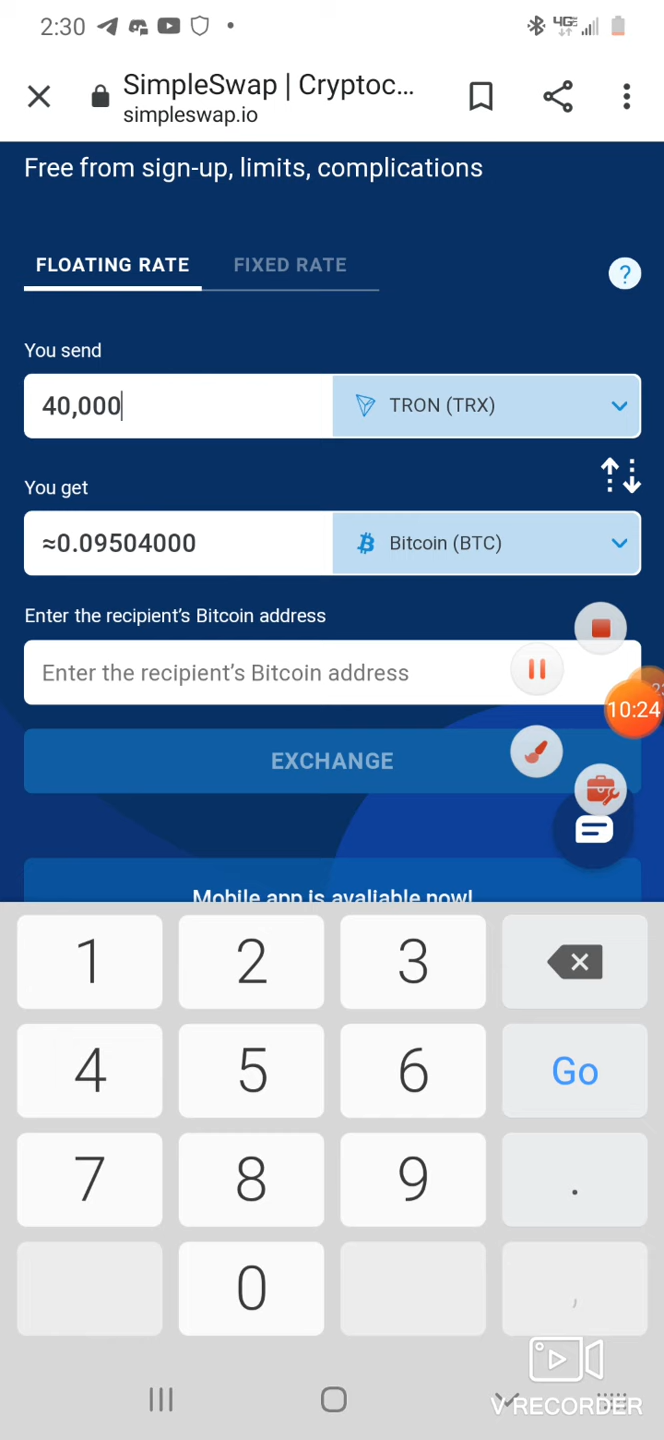 2:30
4GE
SimpleSwap | Cryptoc...
simpleswap.io
Free from sign-up, limits, complications
FLOATING RATE FIXED RATE
?
You send
40,000 TRON (TRX)
You get
≈0.09504000 Bitcoin (BTC)
Enter the recipient's Bitcoin address
Enter the recipient's Bitcoin address
10:24
EXCHANGE
Mobile app is avaliable now!
1 2 3
4 5 6 Go
7 8 9 .
0 ,
V RECORDER